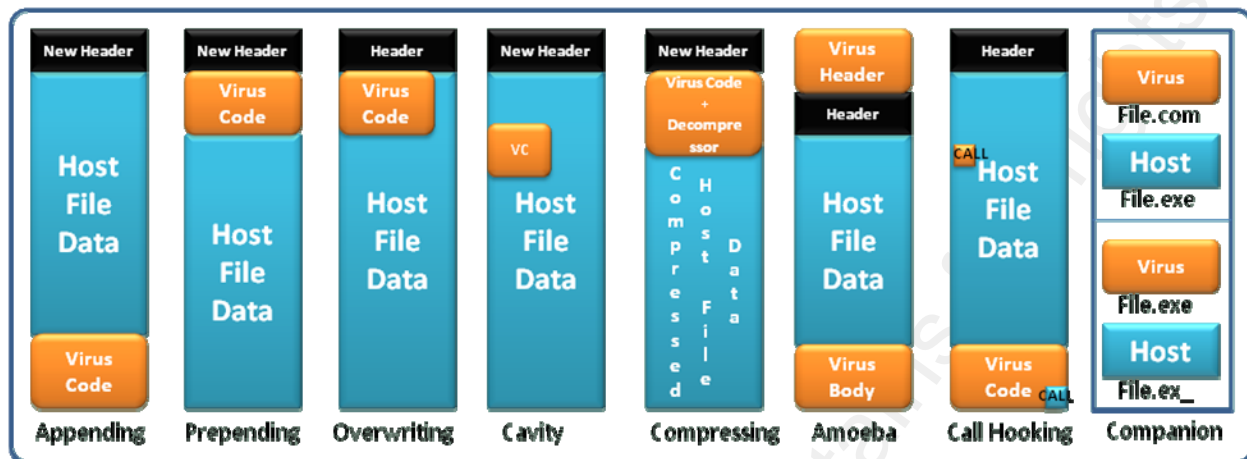 New Header
Host
File
Data
Virus
Code
Appending
New Header
Virus
Code
Host
File
Data
Prepending
Header
Virus
Code
Host
File
Data
Overwriting
New Header
VC
Host
File
Data
Cavity
New Header
Virus Code
+
Decompre
ssor
Compressed
Host File
Data
Compressing
Virus
Header
Header
Host
File
Data
Virus
Body
Amoeba
Header
CALL
Host
File
Data
Virus
Code
CALL
Call Hooking
Virus
File.com
Host
File.exe
Virus
File.exe
Host
File.ex_
Companion